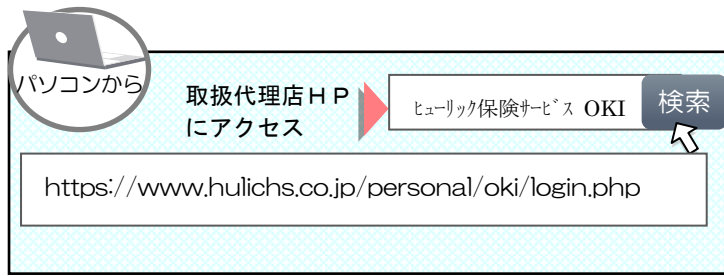 パソコンから
取扱代理店ＨＰ
にアクセス
ﾋｭｰﾘｯｸ保険ｻｰﾋﾞｽ OKI
検索
https://www.hulichs.co.jp/personal/oki/login.php